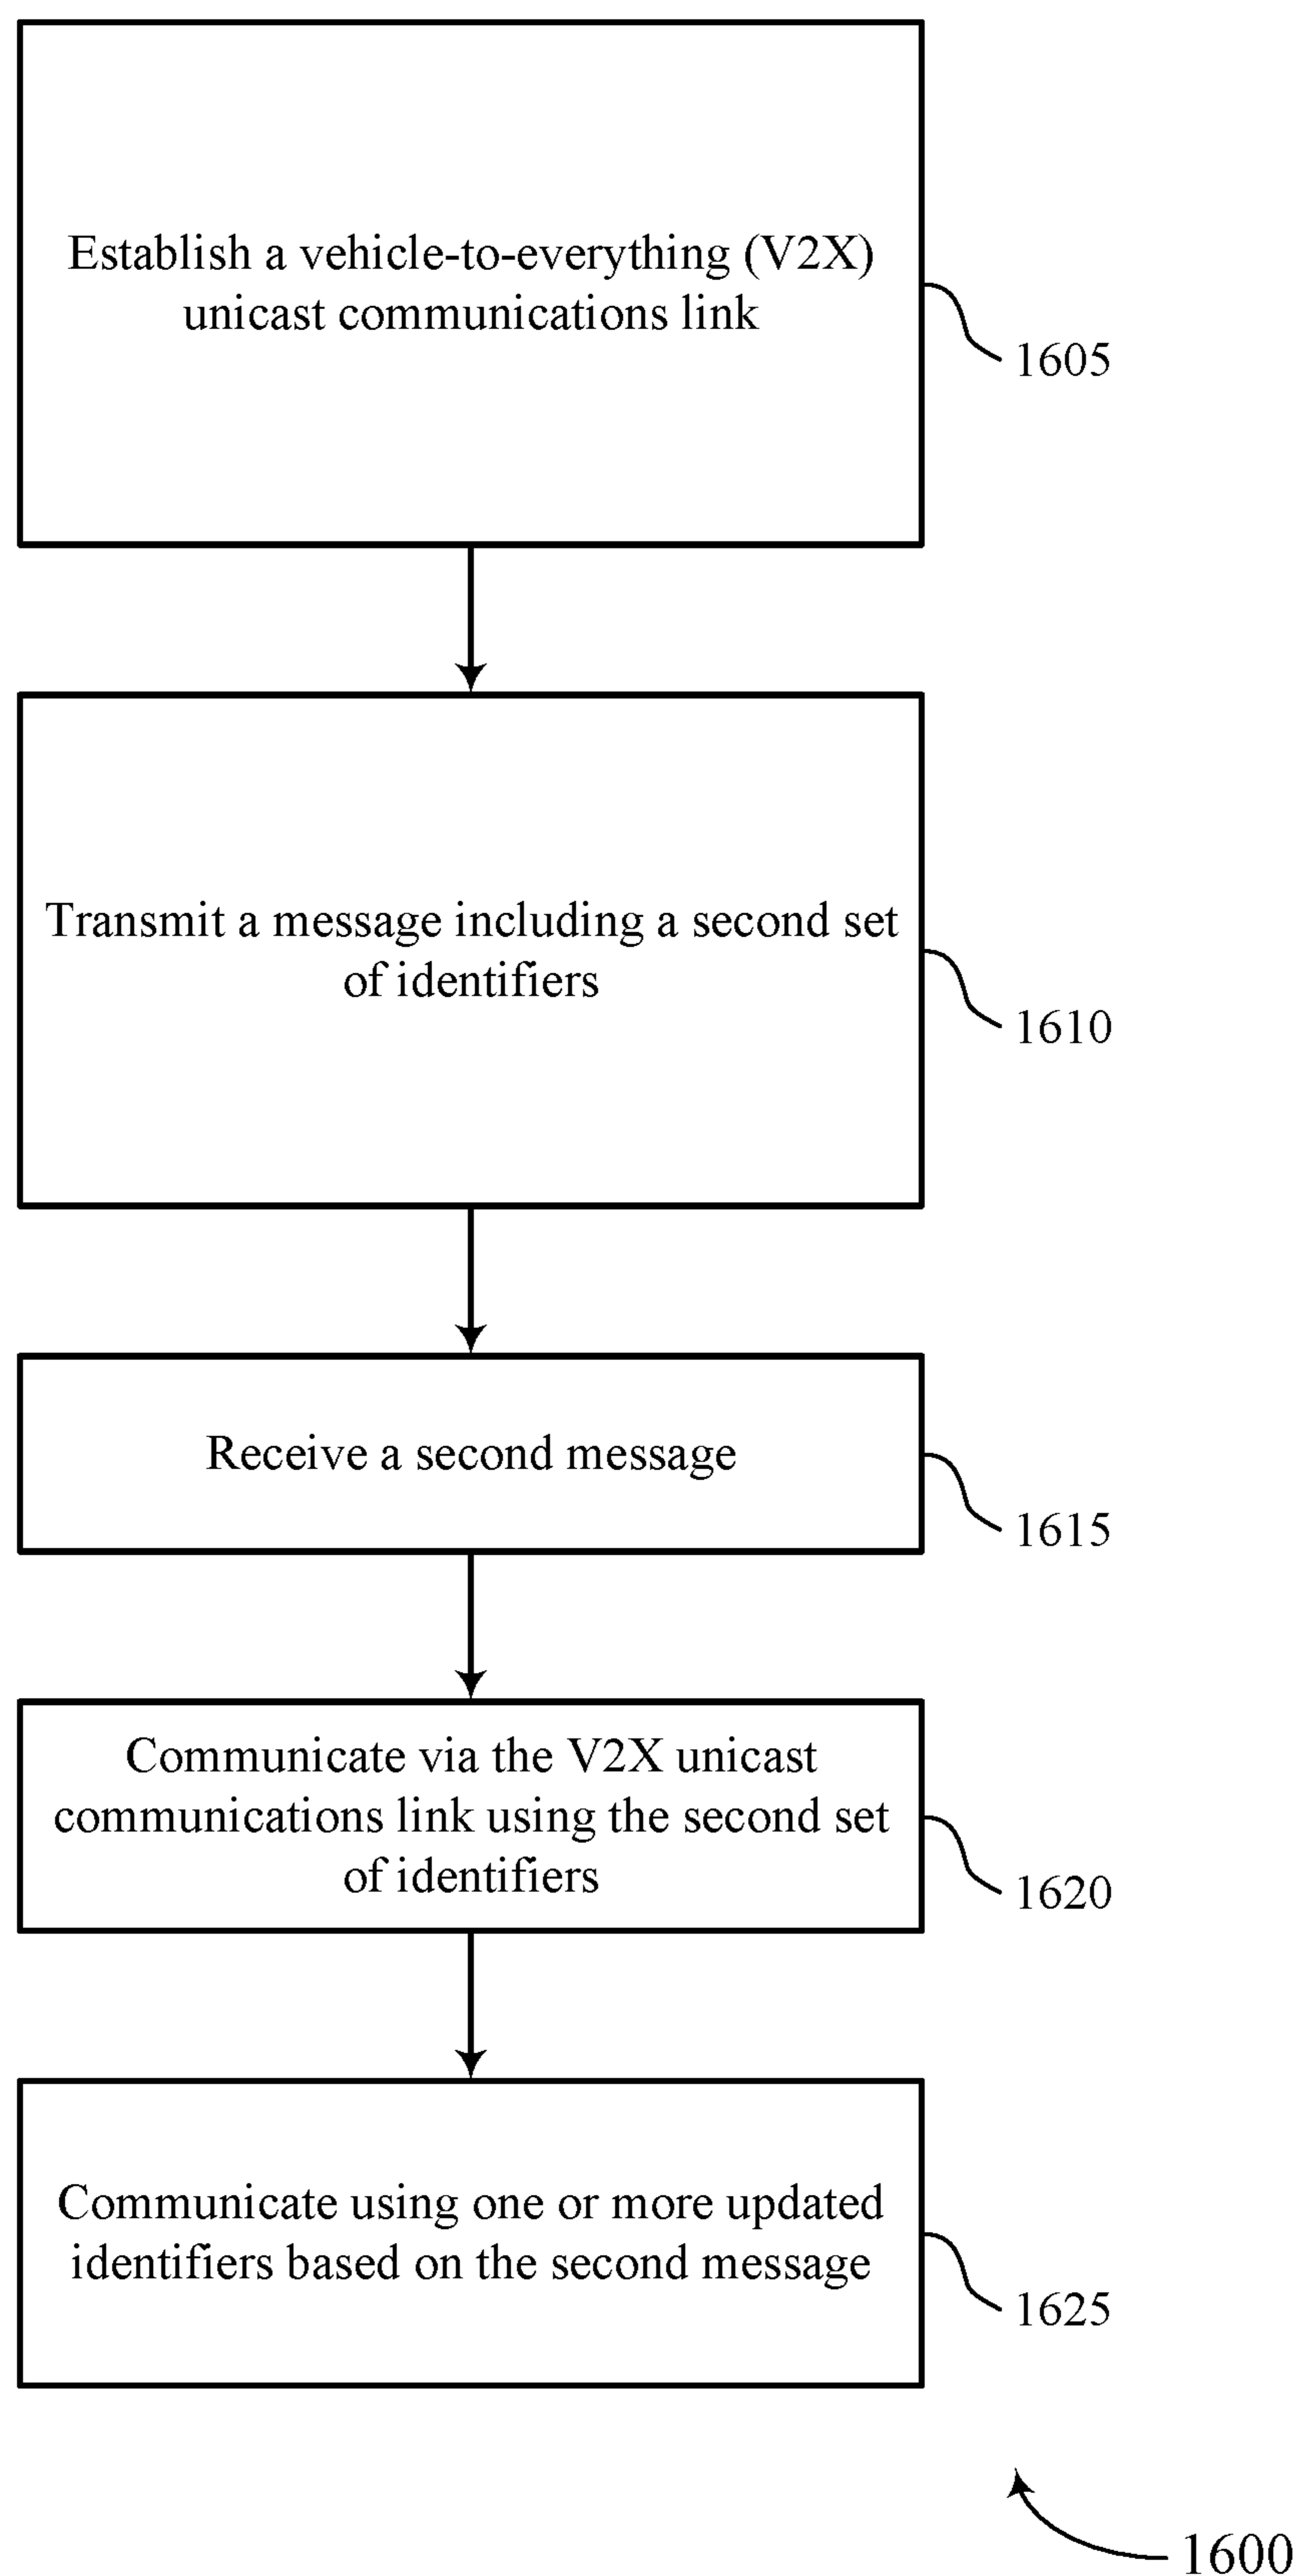 Establish a vehicle-to-everything (V2X)
unicast communications link
1605
Transmit a message including a second set
of identifiers
1610
Receive a second message
1615
Communicate via the V2X unicast
communications link using the second set
of identifiers
1620
Communicate using one or more updated
identifiers based on the second message
1625
1600